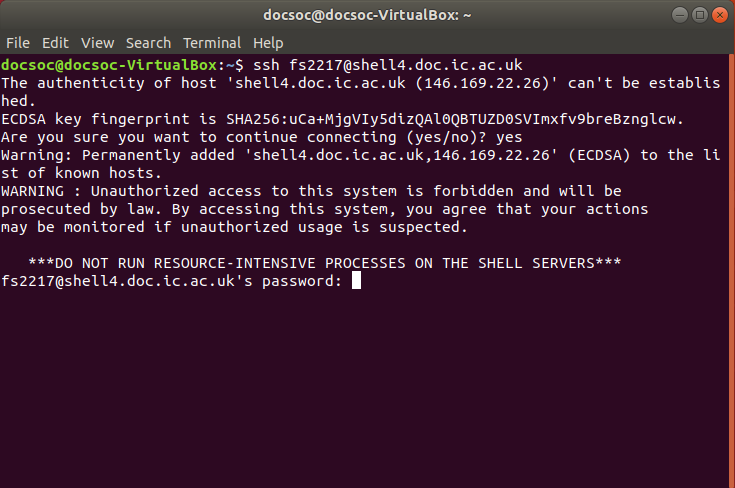 docsoc@docsoc-VirtualBox: ~
File Edit View Search Terminal Help
docsoc@docsoc-VirtualBox:~$ ssh fs2217@shell4.doc.ic.ac.uk
The authenticity of host 'shell4.doc.ic.ac.uk (146.169.22.26)' can't be establis
hed.
ECDSA key fingerprint is SHA256:uCa+MjgVIy5dizQAl0QBTUZD0SVImxfv9breBznglcw.
Are you sure you want to continue connecting (yes/no)? yes
Warning: Permanently added 'shell4.doc.ic.ac.uk,146.169.22.26' (ECDSA) to the li
st of known hosts.
WARNING : Unauthorized access to this system is forbidden and will be
prosecuted by law. By accessing this system, you agree that your actions
may be monitored if unauthorized usage is suspected.
***DO NOT RUN RESOURCE-INTENSIVE PROCESSES ON THE SHELL SERVERS***
fs2217@shell4.doc.ic.ac.uk's password: